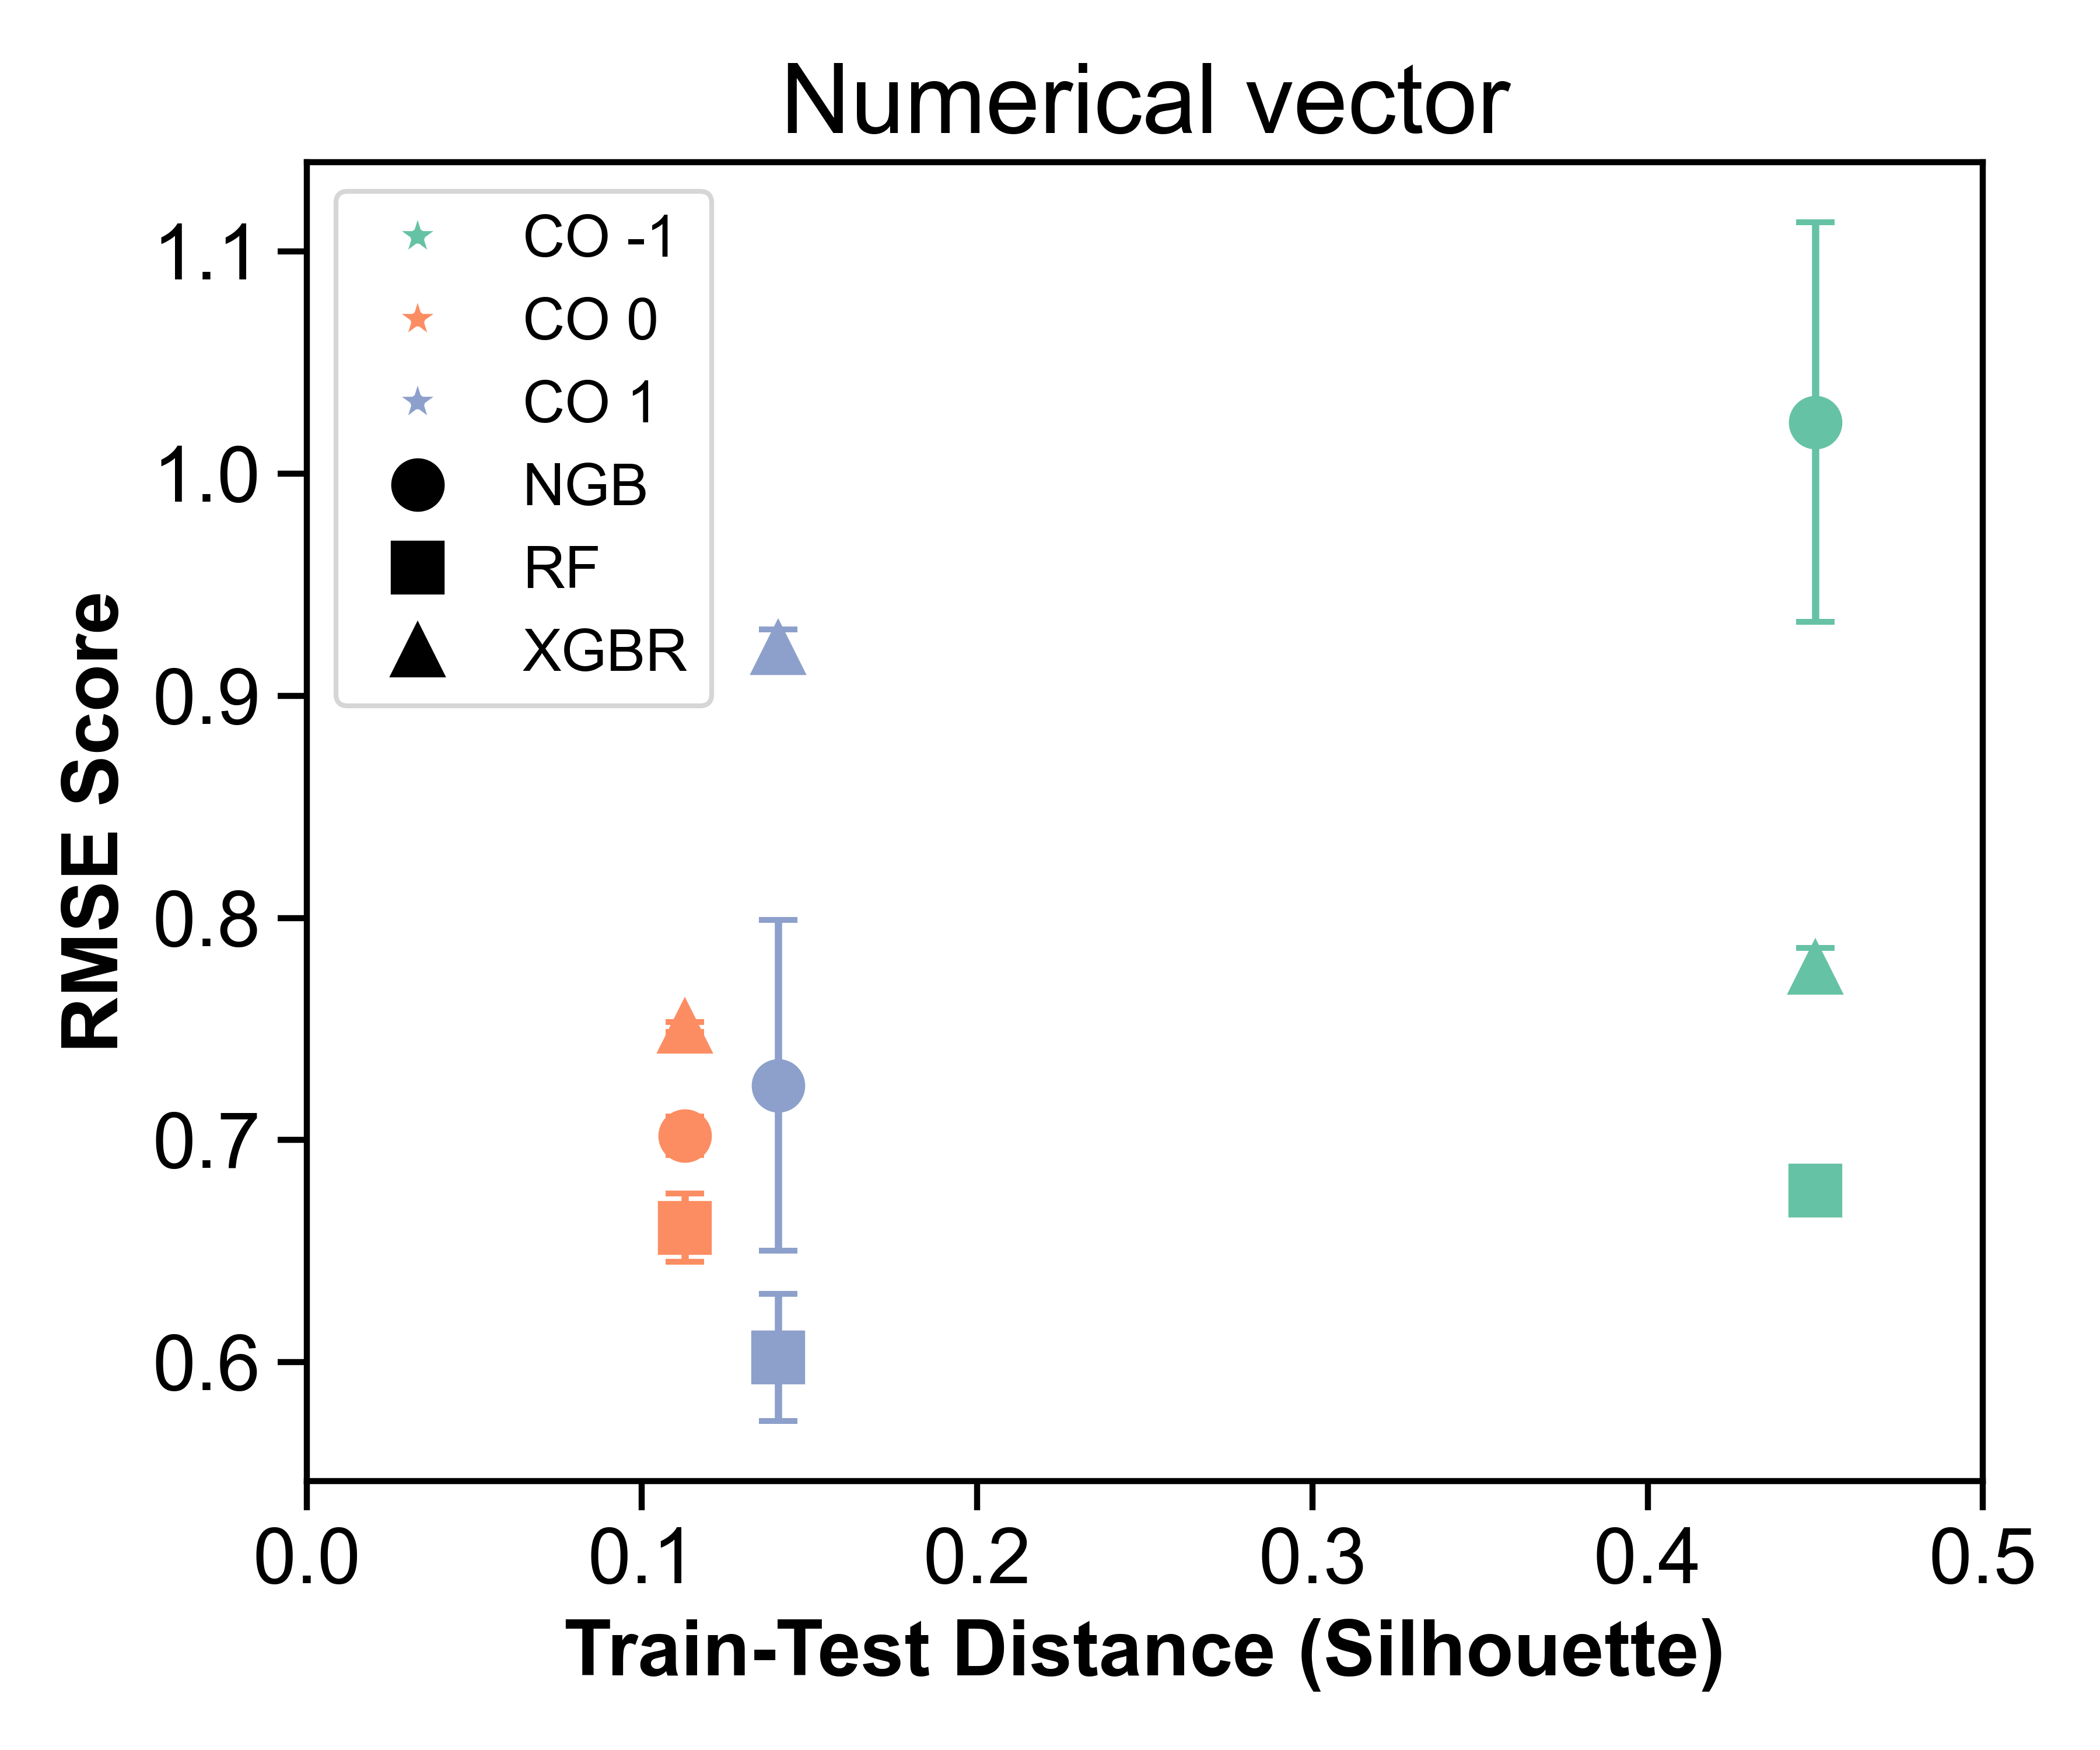 Numerical vector
CO -1
CO 0
CO 1
NGB
RF
XGBR
RMSE Score
1.1
1.0
0.9
0.8
0.7
0.6
0.0 0.1 0.2 0.3 0.4 0.5
Train-Test Distance (Silhouette)